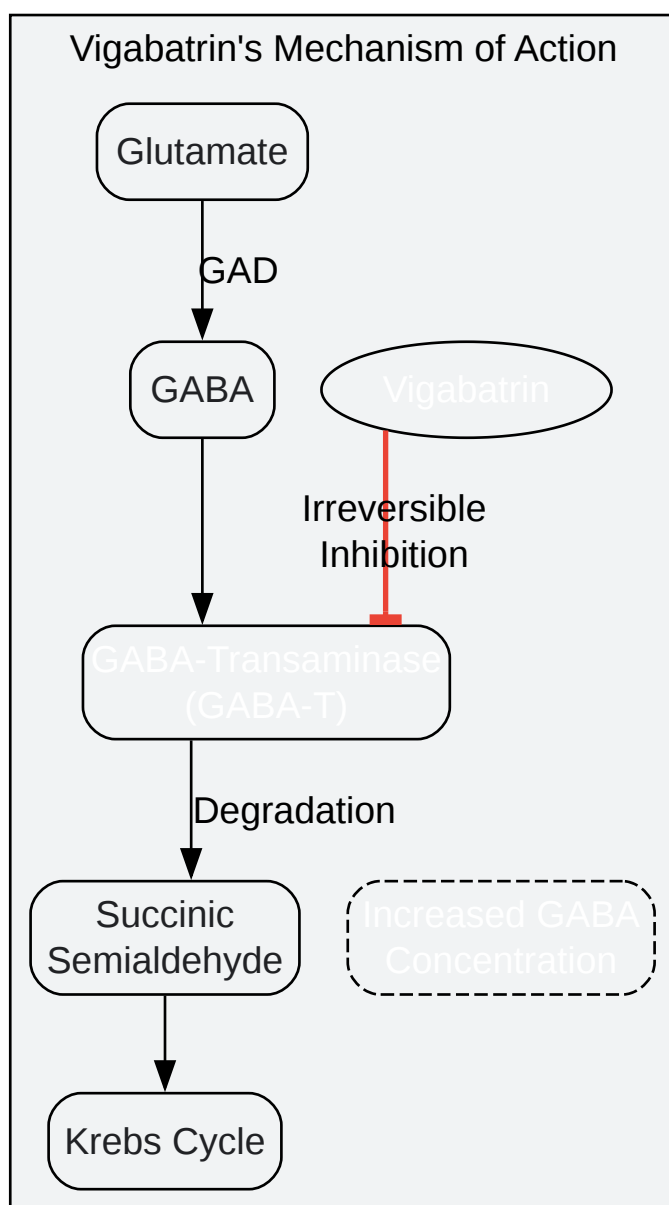 Vigabatrin's Mechanism of Action
Glutamate
GAD
GABA
Vigabatrin
Irreversible
Inhibition
GABA-Transaminase
(GABA-T)
Degradation
Succinic
Semialdehyde
Increased GABA
Concentration
Krebs Cycle